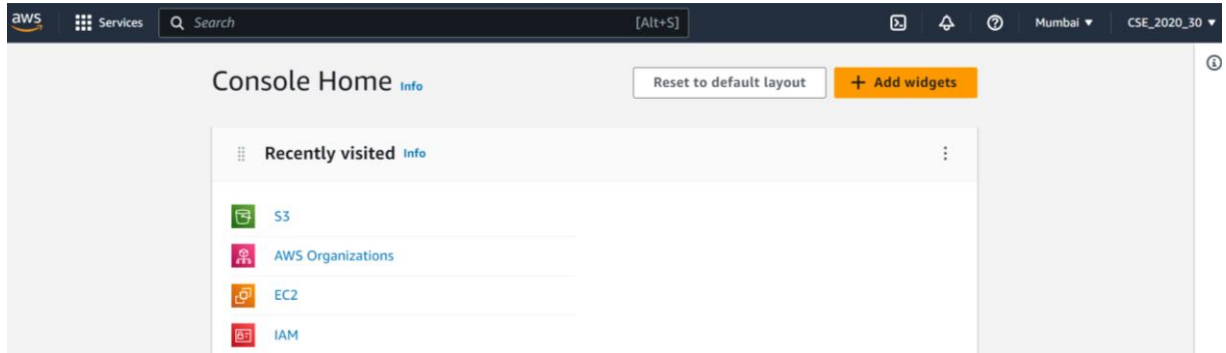 aws Services Search [Alt+S] Mumbai CSE_2020_30
Console Home Info Reset to default layout + Add widgets
Recently visited Info
S3
AWS Organizations
EC2
IAM